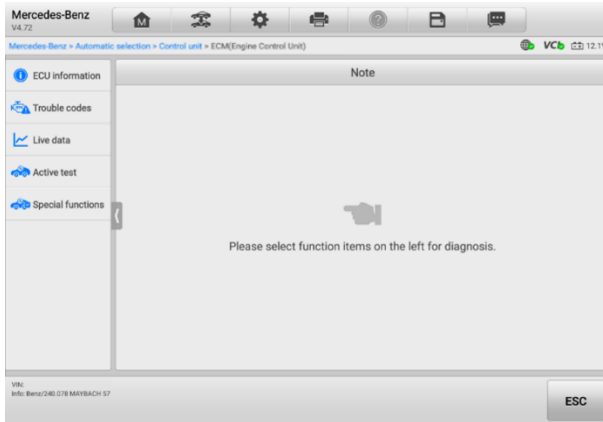 Mercedes-Benz
V4.72
M
?
Mercedes-Benz > Automatic selection > Control unit > ECM(Engine Control Unit)
VCb 12.1V
ECU information
Note
Trouble codes
Live data
Active test
Special functions
Please select function items on the left for diagnosis.
VIN:
Info: Benz/240.078 MAYBACH 57
ESC